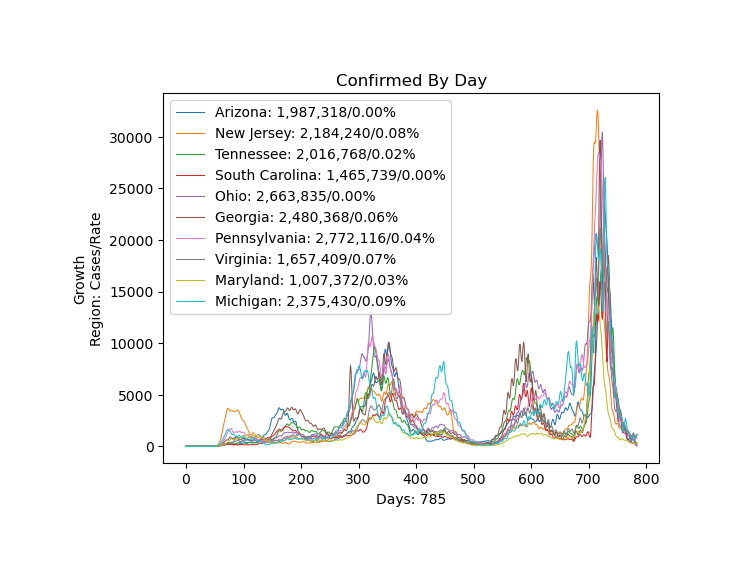 Confirmed By Day
Arizona: 1,987,318/0.00%
New Jersey: 2,184,240/0.08%
Tennessee: 2,016,768/0.02%
South Carolina: 1,465,739/0.00%
Ohio: 2,663,835/0.00%
Georgia: 2,480,368/0.06%
Pennsylvania: 2,772,116/0.04%
Virginia: 1,657,409/0.07%
Maryland: 1,007,372/0.03%
Michigan: 2,375,430/0.09%
30000
25000
20000
15000
10000
5000
0
Growth
Region: Cases/Rate
0 100 200 300 400 500 600 700 800
Days: 785